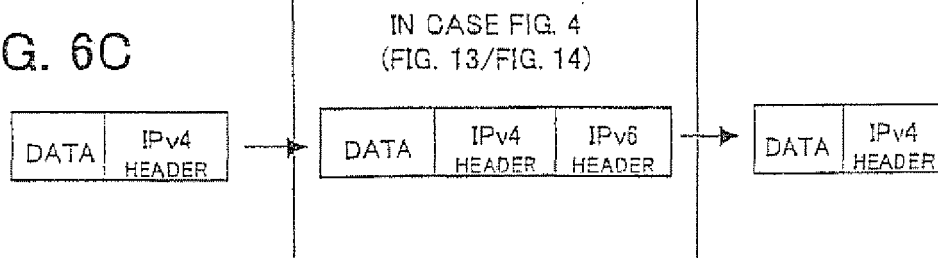 IN CASE FIG. 4
G. 6C
(FIG. 13/FIG. 14)
DATA IPv4 HEADER
DATA IPv4 HEADER IPv6 HEADER
DATA IPv4 HEADER